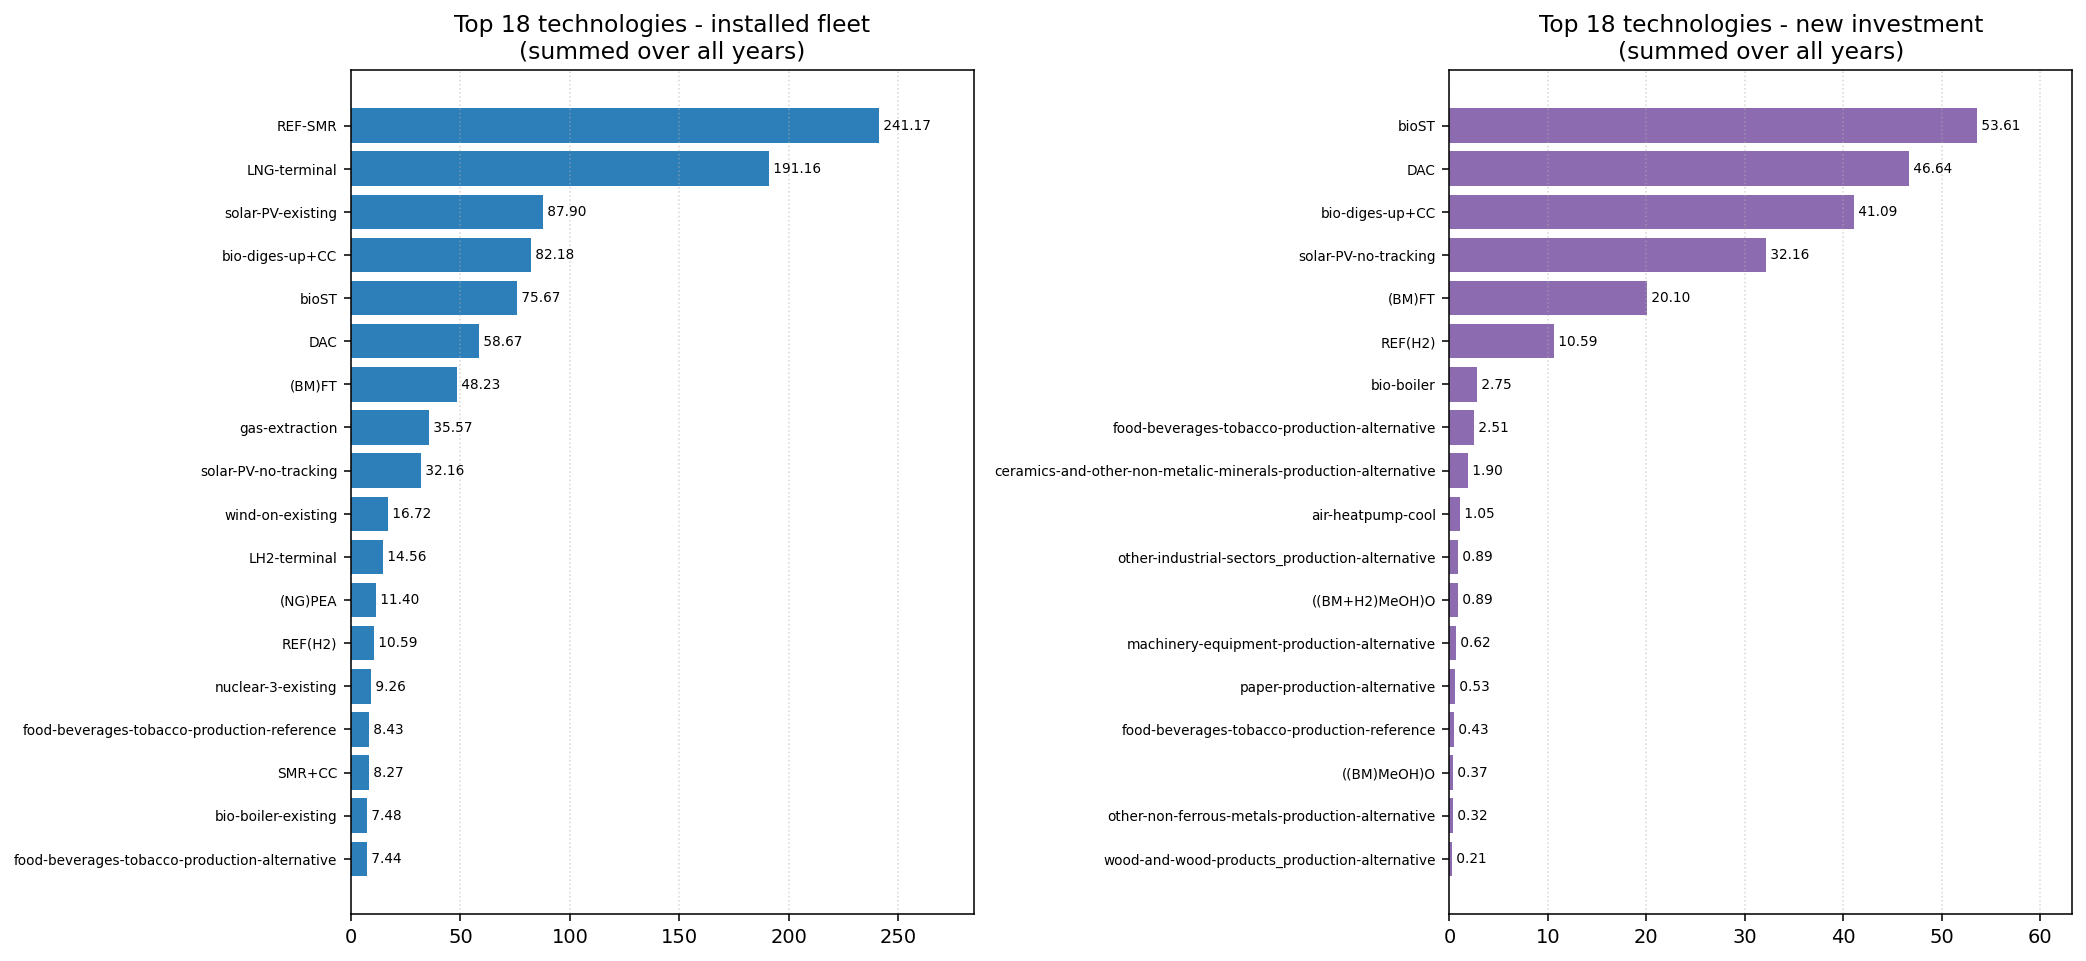 Top 18 technologies - installed fleet
(summed over all years)
REF-SMR 241.17
LNG-terminal 191.16
solar-PV-existing 87.90
bio-diges-up+CC 82.18
bioST 75.67
DAC 58.67
(BM)FT 48.23
gas-extraction 35.57
solar-PV-no-tracking 32.16
wind-on-existing 16.72
LH2-terminal 14.56
(NG)PEA 11.40
REF(H2) 10.59
nuclear-3-existing 9.26
food-beverages-tobacco-production-reference 8.43
SMR+CC 8.27
bio-boiler-existing 7.48
food-beverages-tobacco-production-alternative 7.44
0 50 100 150 200 250
Top 18 technologies - new investment
(summed over all years)
bioST 53.61
DAC 46.64
bio-diges-up+CC 41.09
solar-PV-no-tracking 32.16
(BM)FT 20.10
REF(H2) 10.59
bio-boiler 2.75
food-beverages-tobacco-production-alternative 2.51
ceramics-and-other-non-metalic-minerals-production-alternative 1.90
air-heatpump-cool 1.05
other-industrial-sectors_production-alternative 0.89
((BM+H2)MeOH)O 0.89
machinery-equipment-production-alternative 0.62
paper-production-alternative 0.53
food-beverages-tobacco-production-reference 0.43
((BM)MeOH)O 0.37
other-non-ferrous-metals-production-alternative 0.32
wood-and-wood-products_production-alternative 0.21
0 10 20 30 40 50 60